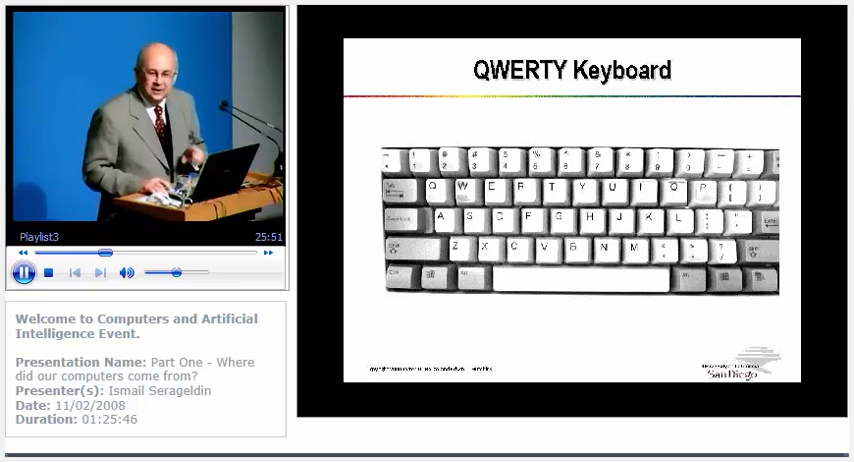 QWERTY Keyboard
Q W E R T Y U I O P
A S D F G H J K L
Z X C V B N M
Playlist3
25:51
Welcome to Computers and Artificial
Intelligence Event.
Presentation Name: Part One - Where
did our computers come from?
Presenter(s): Ismail Serageldin
Date: 11/02/2008
Duration: 01:25:46
San Diego